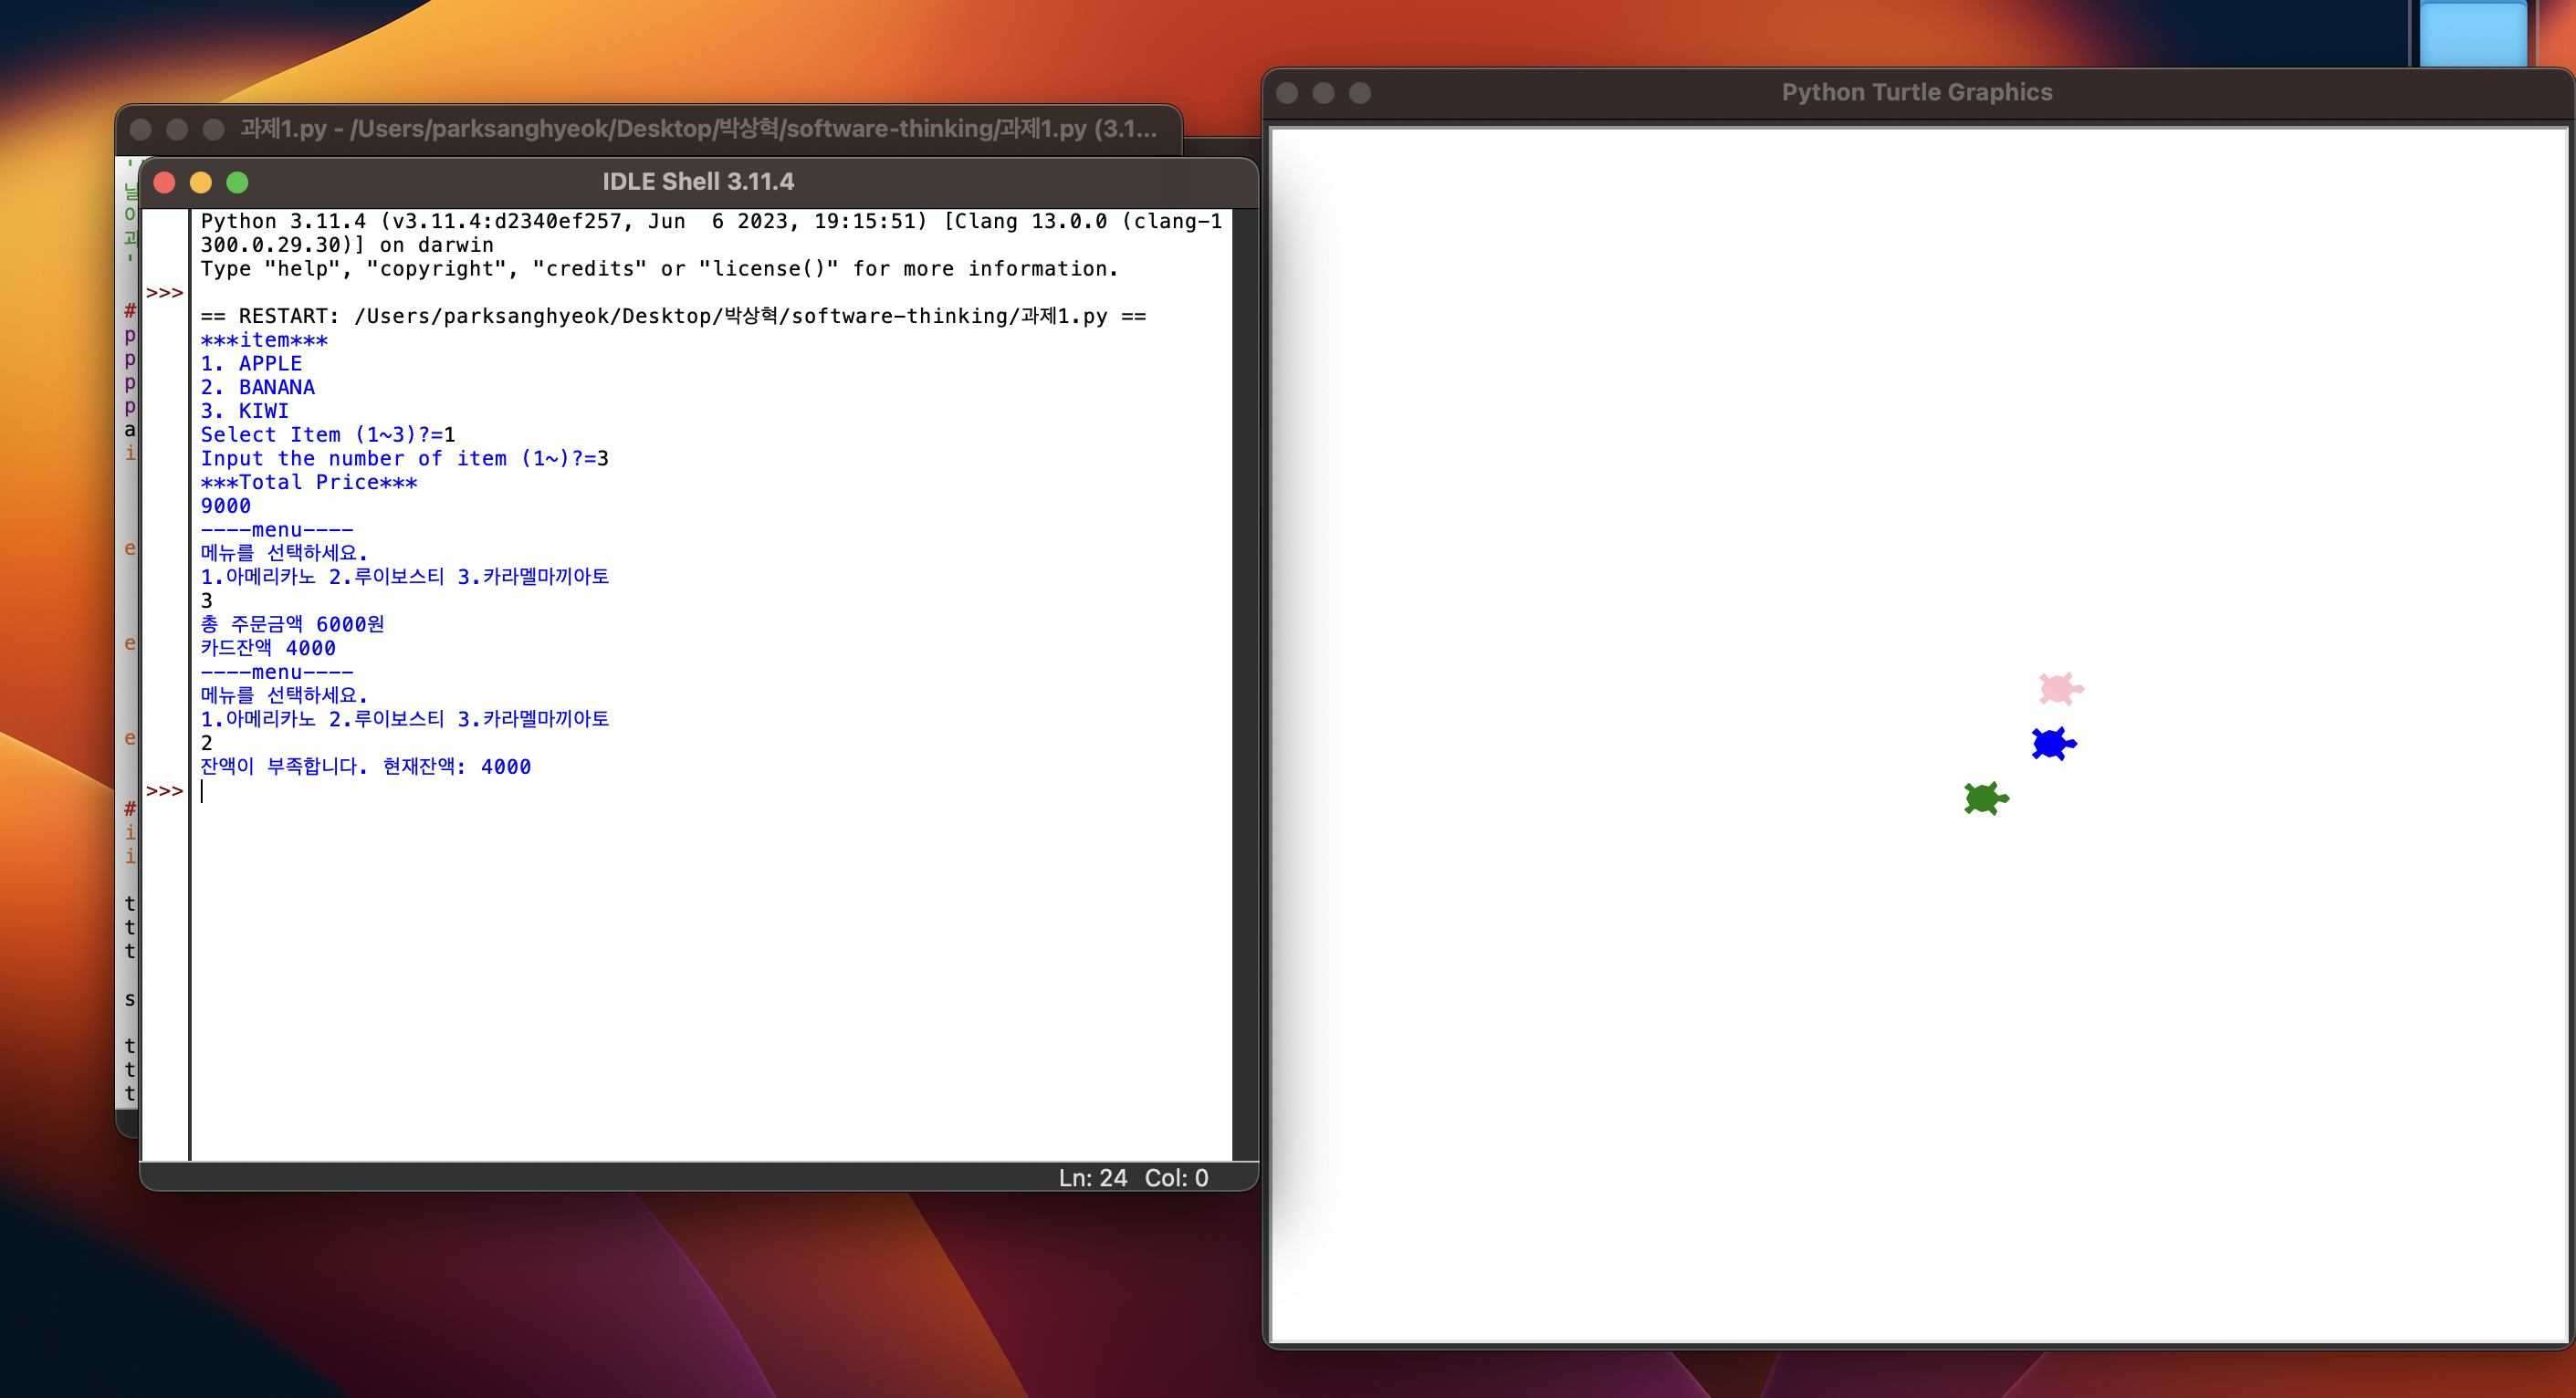 과제1.py - /Users/parksanghyeok/Desktop/박상혁/software-thinking/과제1.py (3.1...
Python Turtle Graphics
IDLE Shell 3.11.4
Python 3.11.4 (v3.11.4:d2340ef257, Jun  6 2023, 19:15:51) [Clang 13.0.0 (clang-1
300.0.29.30)] on darwin
Type "help", "copyright", "credits" or "license()" for more information.
>>>
== RESTART: /Users/parksanghyeok/Desktop/박상혁/software-thinking/과제1.py ==
***item***
1. APPLE
2. BANANA
3. KIWI
Select Item (1~3)?=1
Input the number of item (1~)?=3
***Total Price***
9000
----menu----
메뉴를 선택하세요.
1.아메리카노 2.루이보스티 3.카라멜마끼아토
3
총 주문금액 6000원
카드잔액 4000
----menu----
메뉴를 선택하세요.
1.아메리카노 2.루이보스티 3.카라멜마끼아토
2
잔액이 부족합니다. 현재잔액: 4000
>>>
Ln: 24 Col: 0